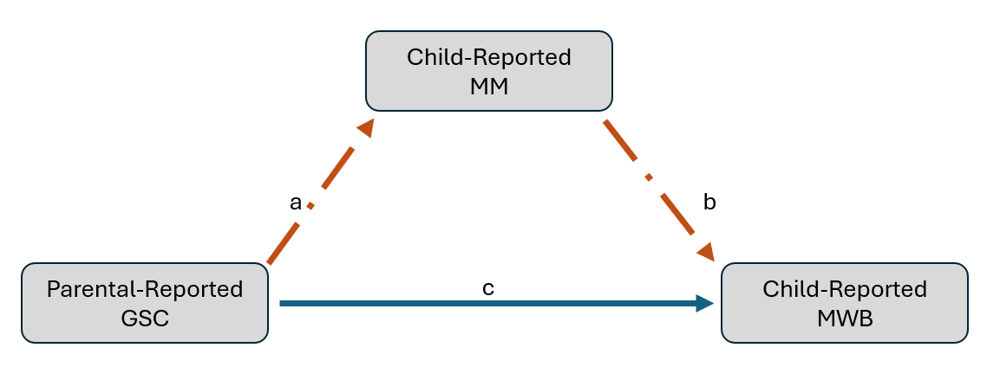 Child-Reported
MM
a
b
c
Parental-Reported
GSC
Child-Reported
MWB